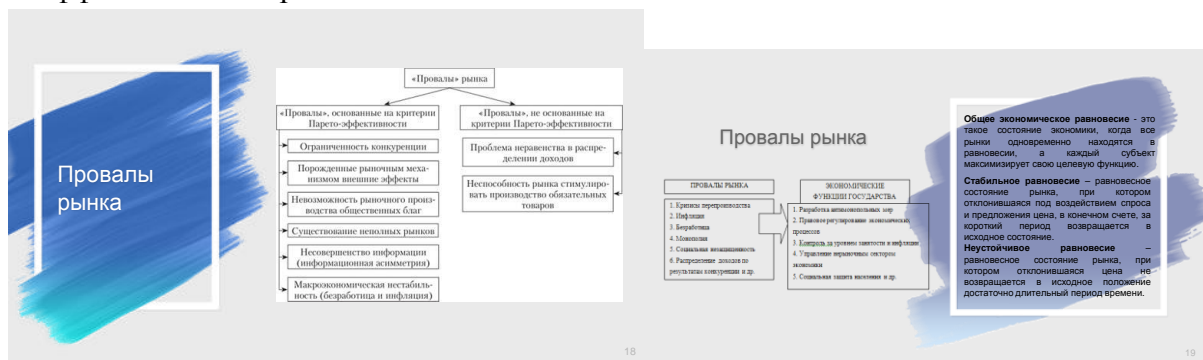 Провалы
рынка
«Провалы» рынка
«Провалы», основанные на критерии
Парето-эффективности
Ограниченность конкуренции
Порожденные рыночным меха-
низмом внешние эффекты
Невозможность рыночного произ-
водства общественных благ
Существование неполных рынков
Несовершенство информации
(информационная асимметрия)
Макроэкономическая нестабиль-
ность (безработица и инфляция)
«Провалы», не основанные на
критерии Парето-эффективности
Проблема неравенства в распре-
делении доходов
Неспособность рынка стимулиро-
вать производство обязательных
товаров
18
Провалы рынка
ПРОВАЛЫ РЫНКА
1. Кризисы перепроизводства
2. Инфляция
3. Безработица
4. Монополия
5. Социальная незащищенность
6. Распределение доходов по
результатам конкуренции и др.
ЭКОНОМИЧЕСКИЕ
ФУНКЦИИ ГОСУДАРСТВА
1. Разработка антимонопольных мер
2. Правовое регулирование экономических
процессов
3. Контроль за уровнем занятости и инфляции
4. Управление нерыночным сектором
экономики
5. Социальная защита населения и др.
Общее экономическое равновесие - это
такое состояние экономики, когда все
рынки одновременно находятся в
равновесии, а каждый субъект
максимизирует свою целевую функцию.
Стабильное равновесие – равновесное
состояние рынка, при котором
отклонившаяся под воздействием спроса
и предложения цена, в конечном счете, за
короткий период возвращается в
исходное состояние.
Неустойчивое равновесие –
равновесное состояние рынка, при
котором отклонившаяся цена не
возвращается в исходное положение
достаточно длительный период времени.
19